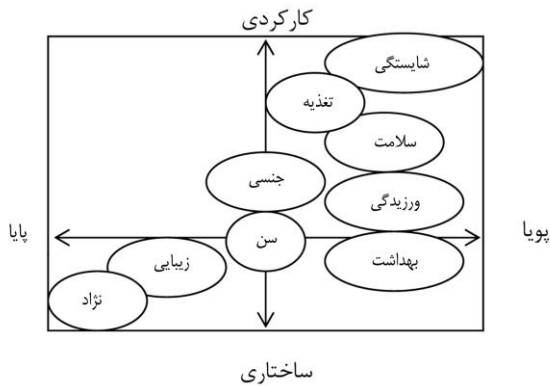 کارکردی
شایستگی
تغذیه
سلامت
جنسی
ورزیدگی
پویا
سن
پایا
بهداشت
زیبایی
نژاد
ساختاری